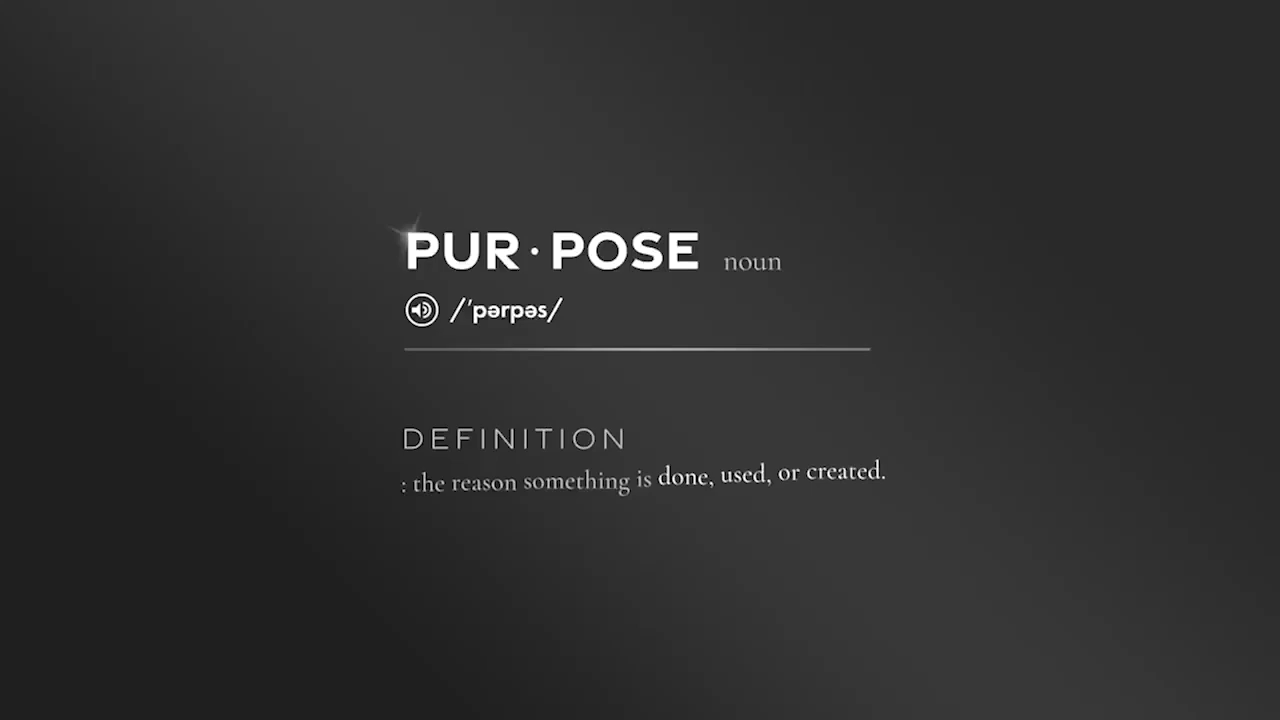 PUR·POSE noun
/ˈpərpəs/
DEFINITION
: the reason something is done, used, or created.